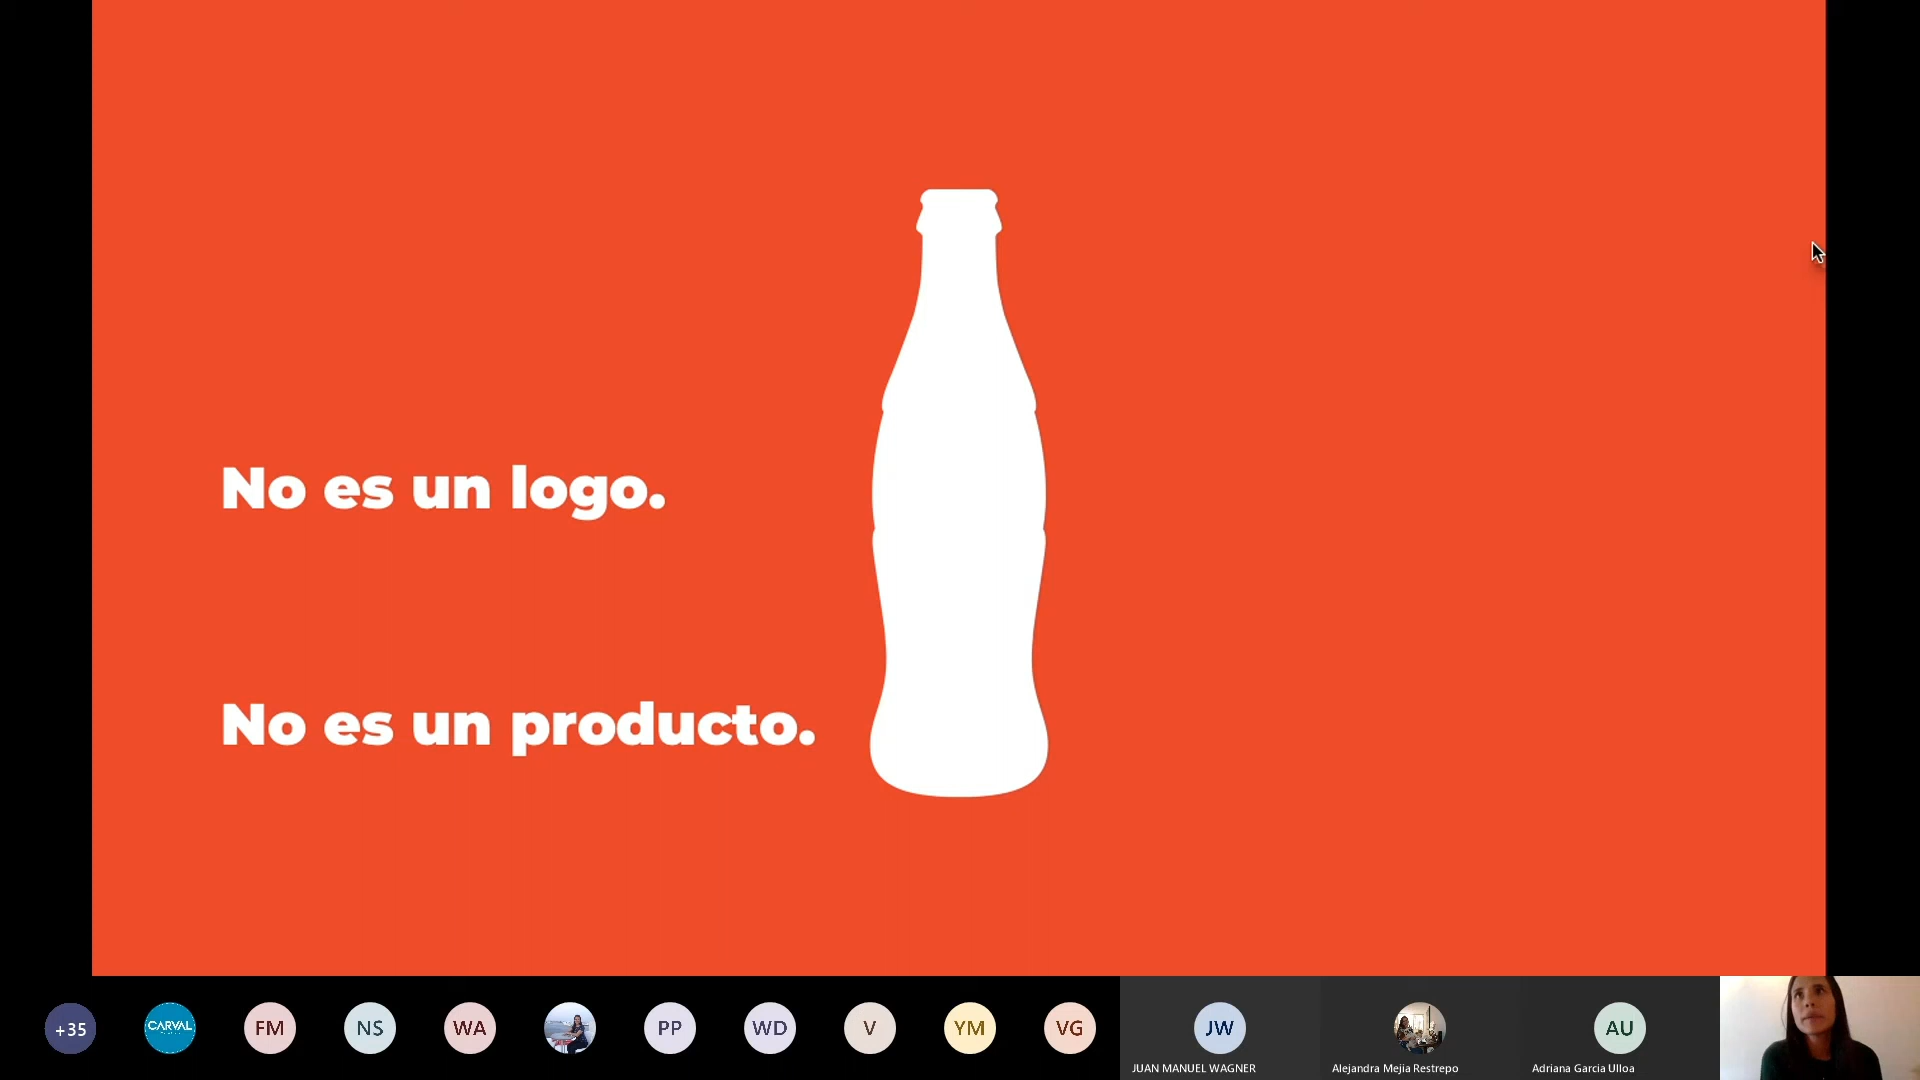 No es un logo.
No es un producto.
+35
CARVAL
FM
NS
WA
PP
WD
V
YM
VG
JW
AU
JUAN MANUEL WAGNER
Alejandra Mejia Restrepo
Adriana Garcia Ulloa